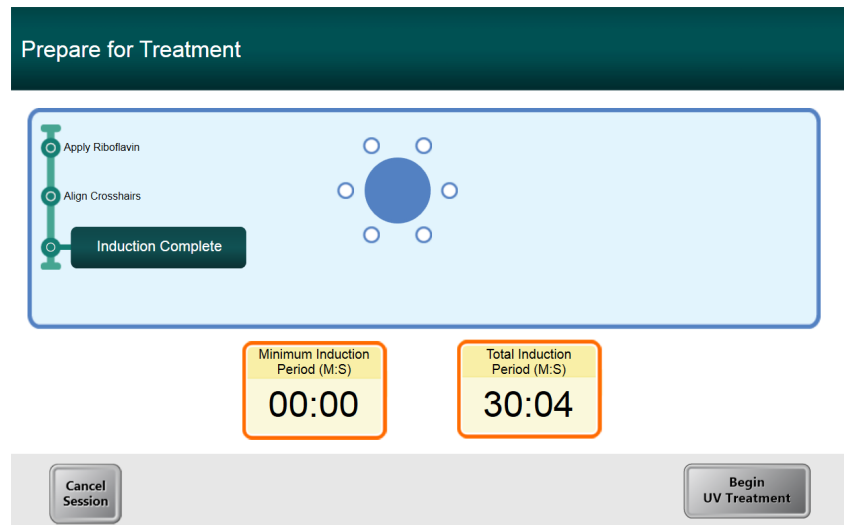 Prepare for Treatment
Apply Riboflavin
Align Crosshairs
Induction Complete
Minimum Induction
Period (M:S)
00:00
Total Induction
Period (M:S)
30:04
Cancel
Session
Begin
UV Treatment